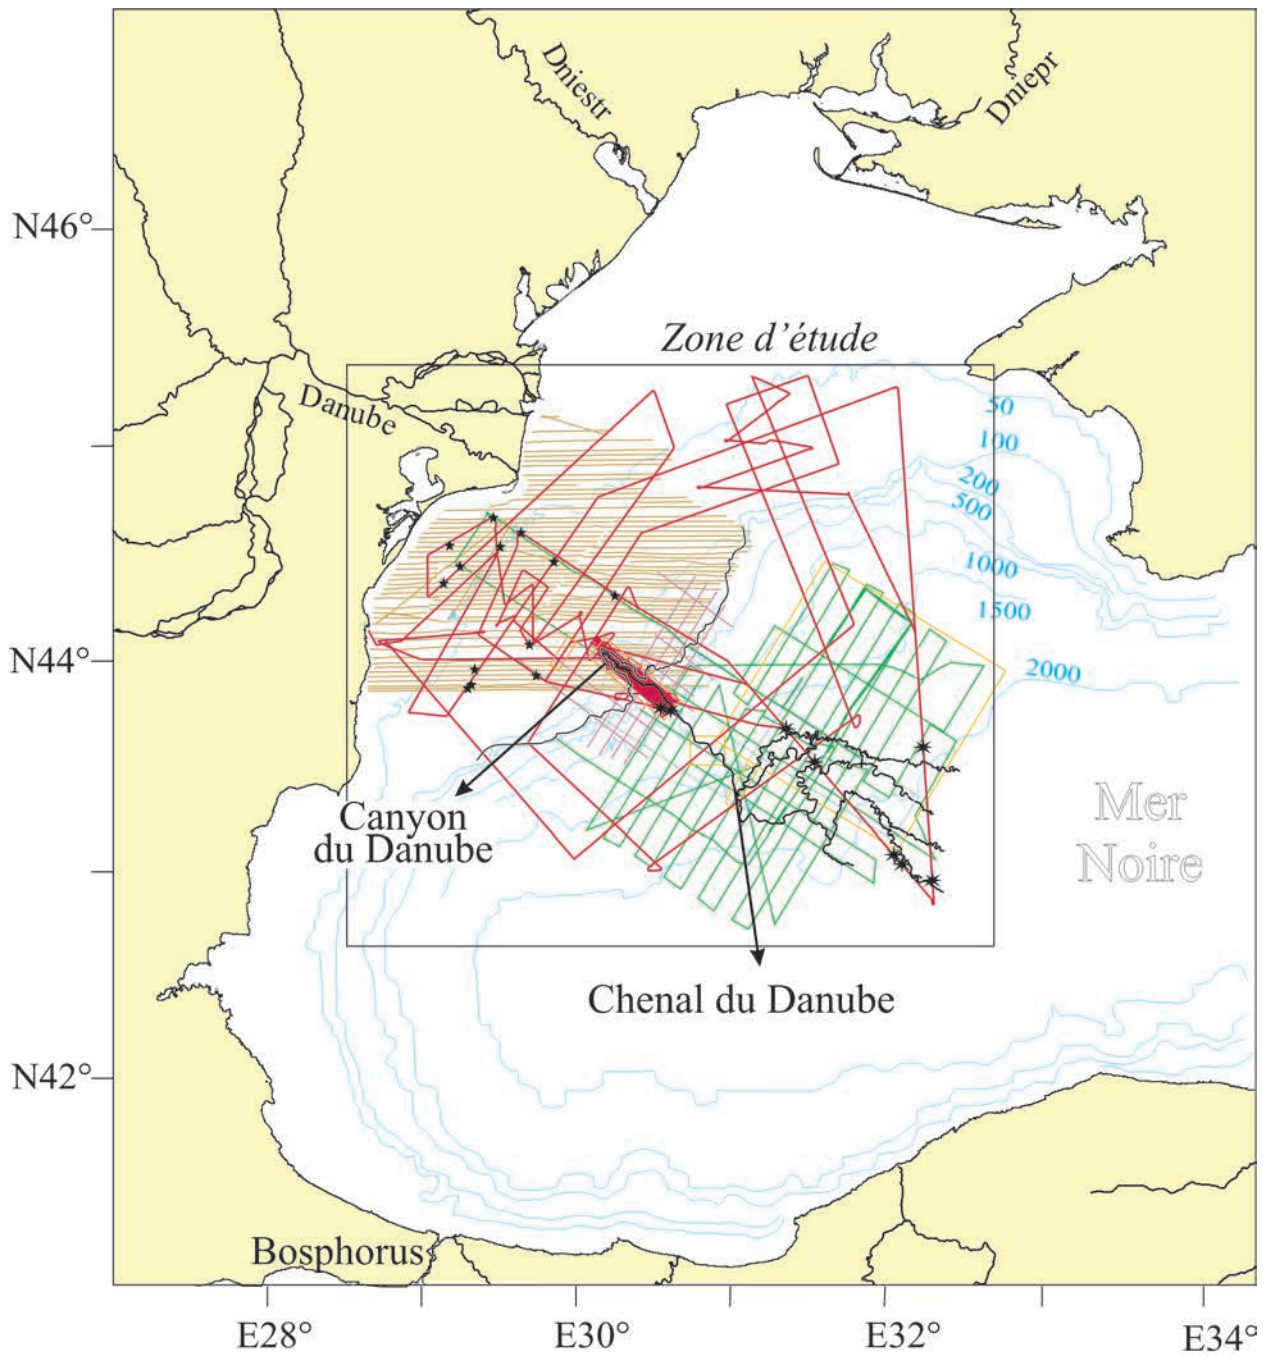 Dniestr
Dniepr
N46°
Zone d'étude
Danube
50
100
200
500
1000
1500
N44°
2000
Mer
Noire
Canyon
du Danube
Chenal du Danube
N42°
Bosphorus
E28°
E30°
E32°
E34°